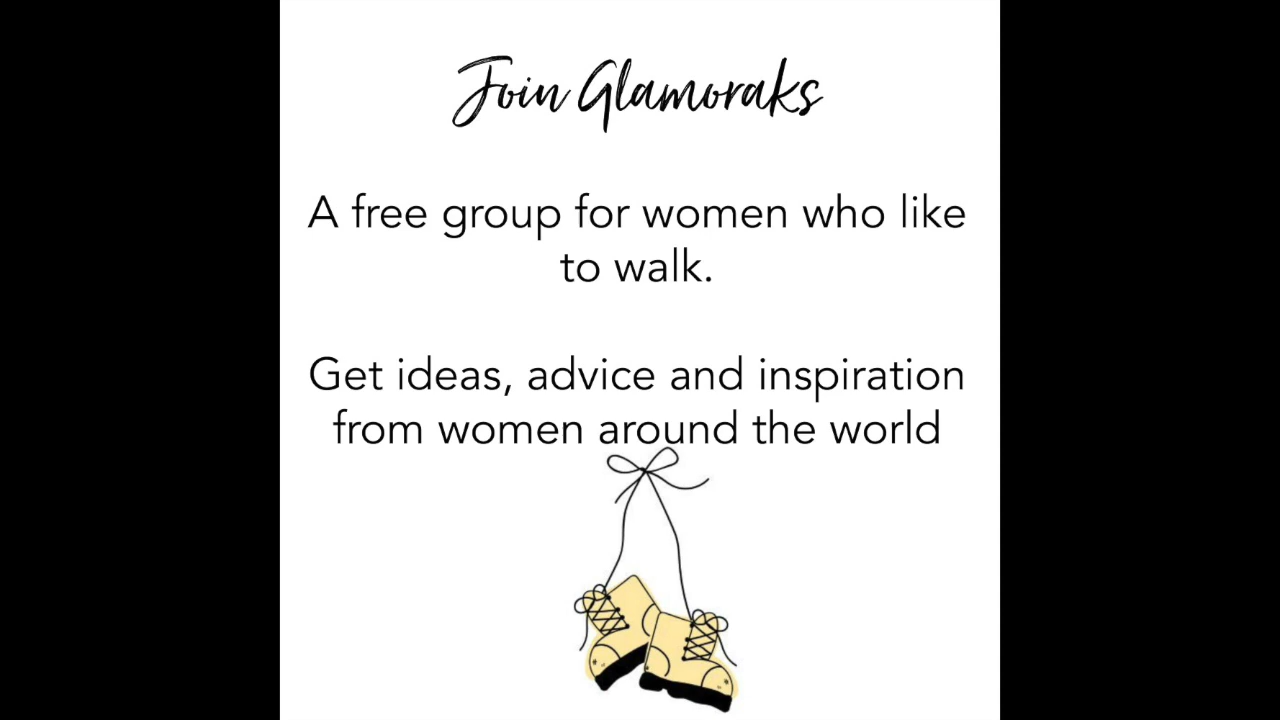 Join Glamoraks
A free group for women who like
to walk.
Get ideas, advice and inspiration
from women around the world